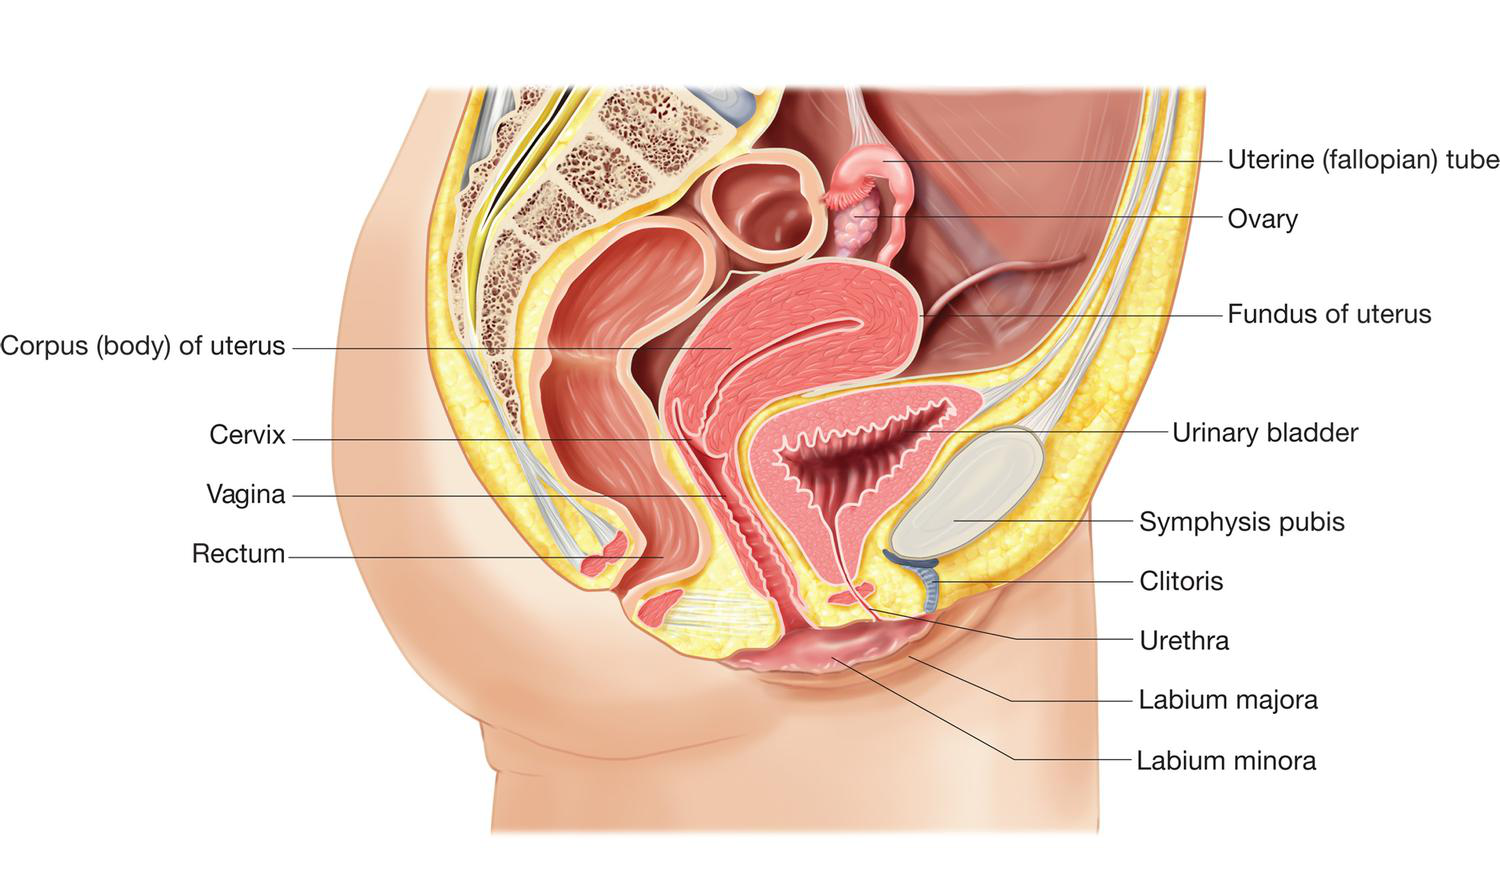 Uterine (fallopian) tube
Ovary
Fundus of uterus
Corpus (body) of uterus
Cervix
Urinary bladder
Vagina
Symphysis pubis
Rectum
Clitoris
Urethra
Labium majora
Labium minora